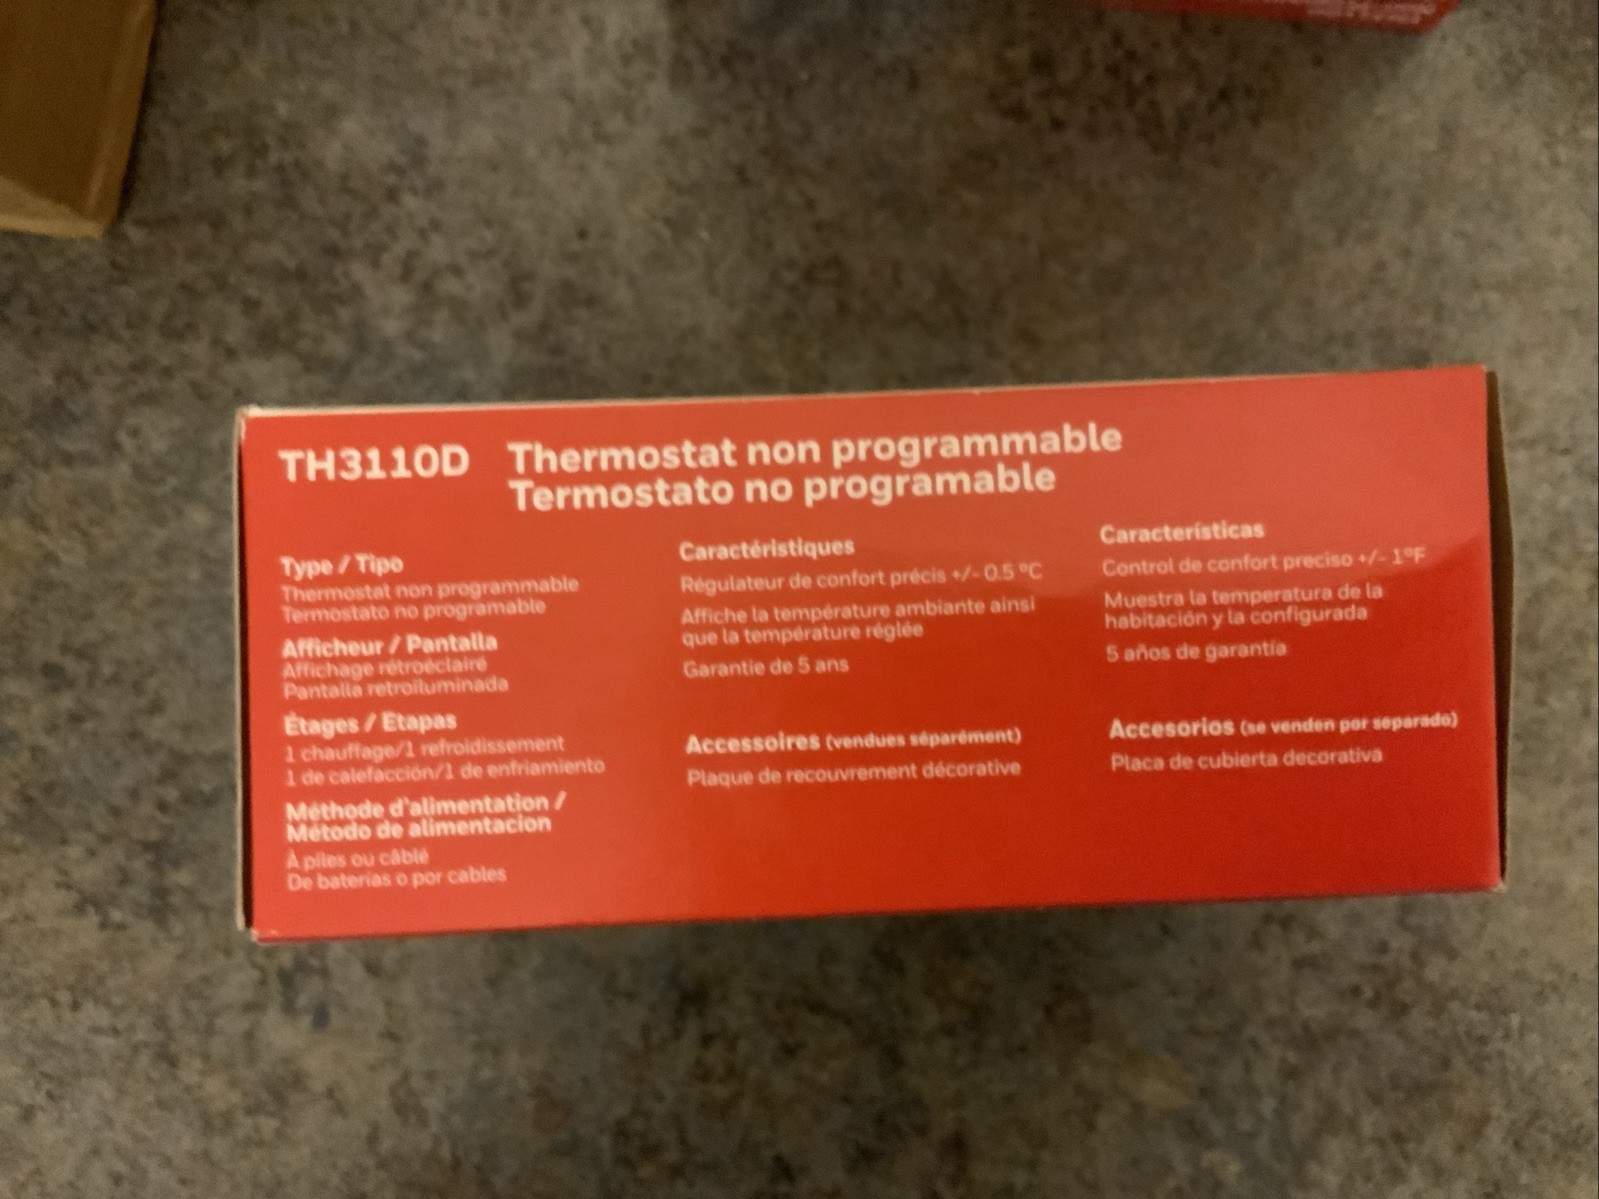 TH3110D
Thermostat non programmable
Termostato no programable
Type / Tipo
Thermostat non programmable
Termostato no programable
Afficheur / Pantalla
Affichage rétroéclairé
Pantalla retroiluminada
Étages / Etapas
1 chauffage/1 refroidissement
1 de calefacción/1 de enfriamiento
Méthode d'alimentation /
Método de alimentacion
À piles ou câblé
De baterías o por cables
Caractéristiques
Régulateur de confort précis +/- 0.5 ºC
Affiche la température ambiante ainsi
que la température réglée
Garantie de 5 ans
Accessoires (vendues séparément)
Plaque de recouvrement décorative
Características
Control de confort preciso +/- 1ºF
Muestra la temperatura de la
habitación y la configurada
5 años de garantía
Accesorios (se venden por separado)
Placa de cubierta decorativa